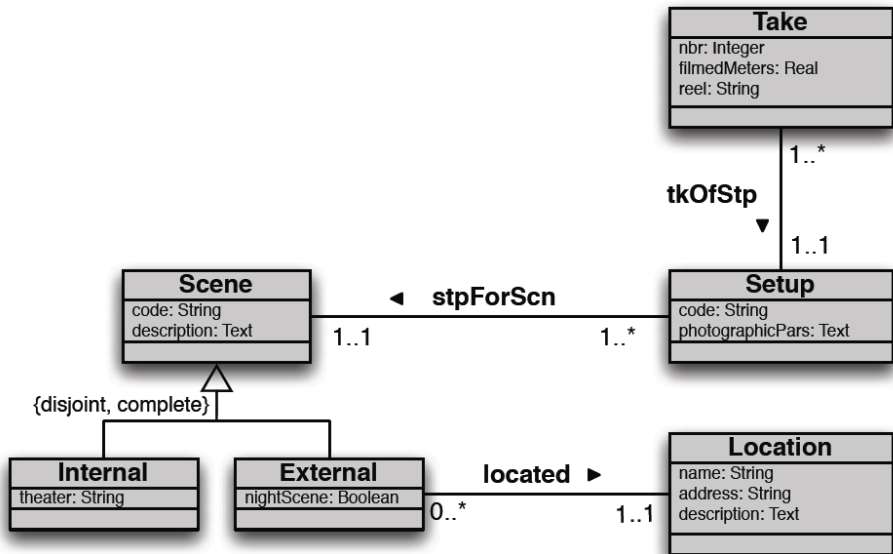 Take
nbr: Integer
filmedMeters: Real
reel: String
1..*
tkOfStp
1..1
Scene
code: String
description: Text
stpForScn
1..1
1..*
Setup
code: String
photographicPars: Text
{disjoint, complete}
Internal
theater: String
External
nightScene: Boolean
located
0..*
1..1
Location
name: String
address: String
description: Text